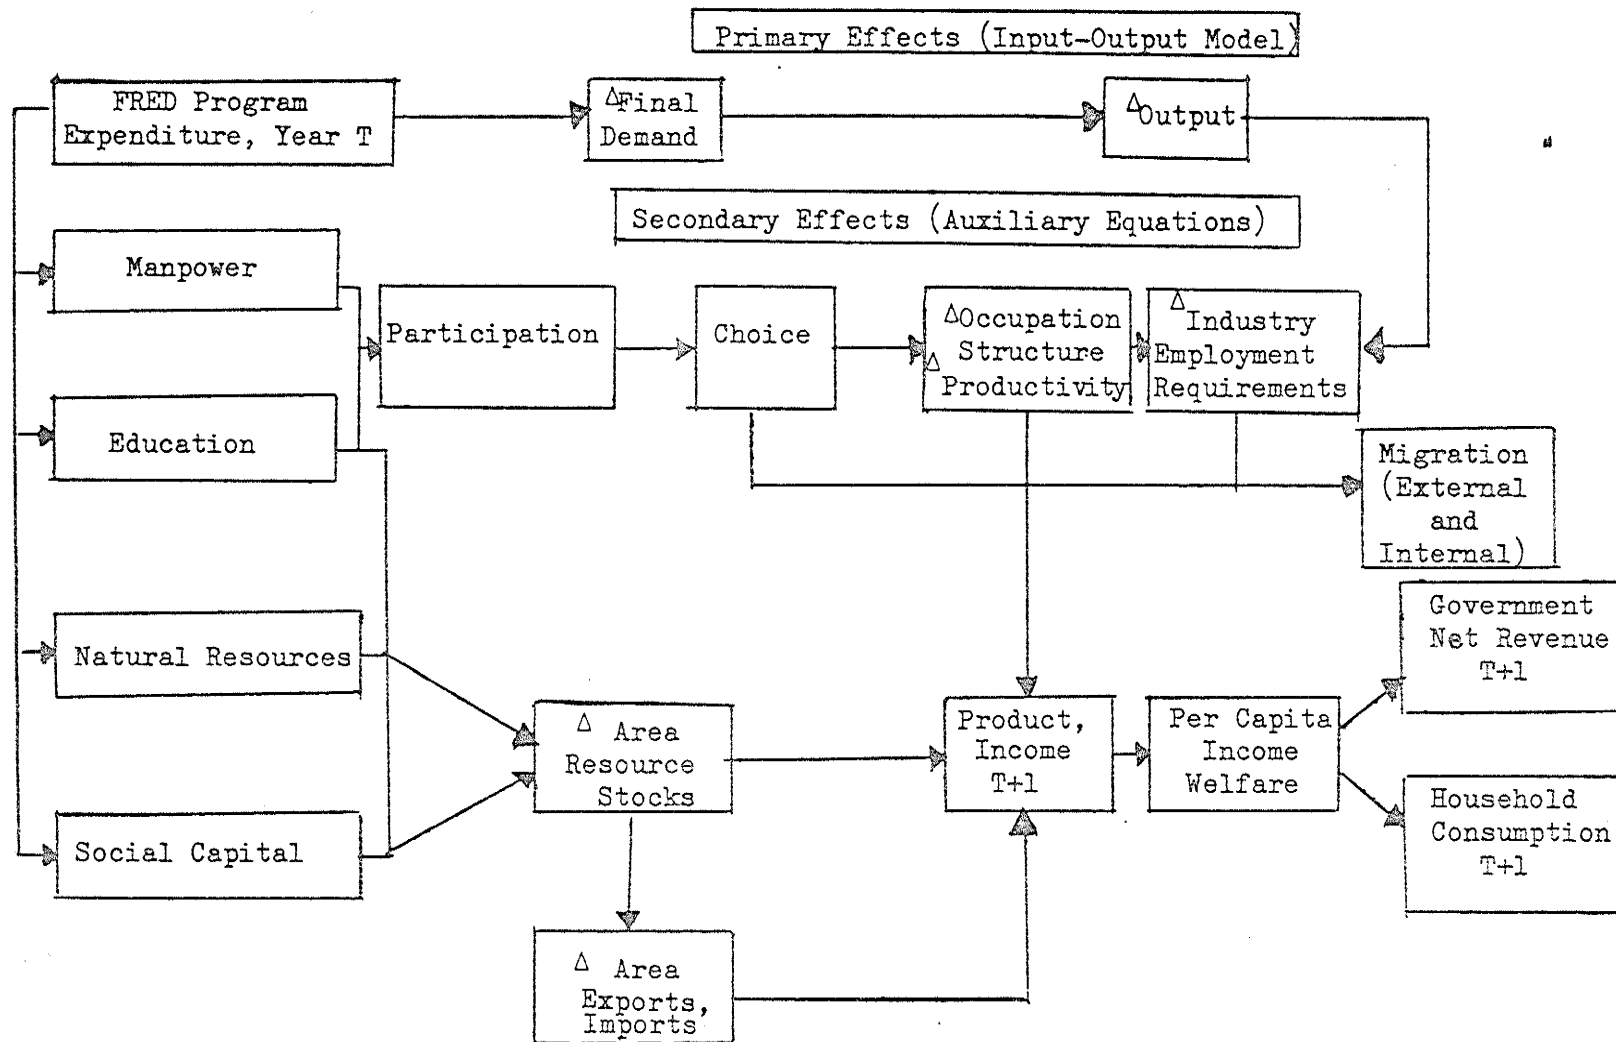 Primary Effects (Input-Output Model)
FRED Program
Expenditure, Year T
ΔFinal
Demand
ΔOutput
Secondary Effects (Auxiliary Equations)
Manpower
Participation
Choice
ΔOccupation
Structure
Δ Productivity
Δ Industry
Employment
Requirements
Education
Migration
(External
and
Internal)
Natural Resources
Government
Net Revenue
T+1
Δ Area
Resource
Stocks
Product,
Income
T+1
Per Capita
Income
Welfare
Household
Consumption
T+1
Social Capital
Δ Area
Exports,
Imports